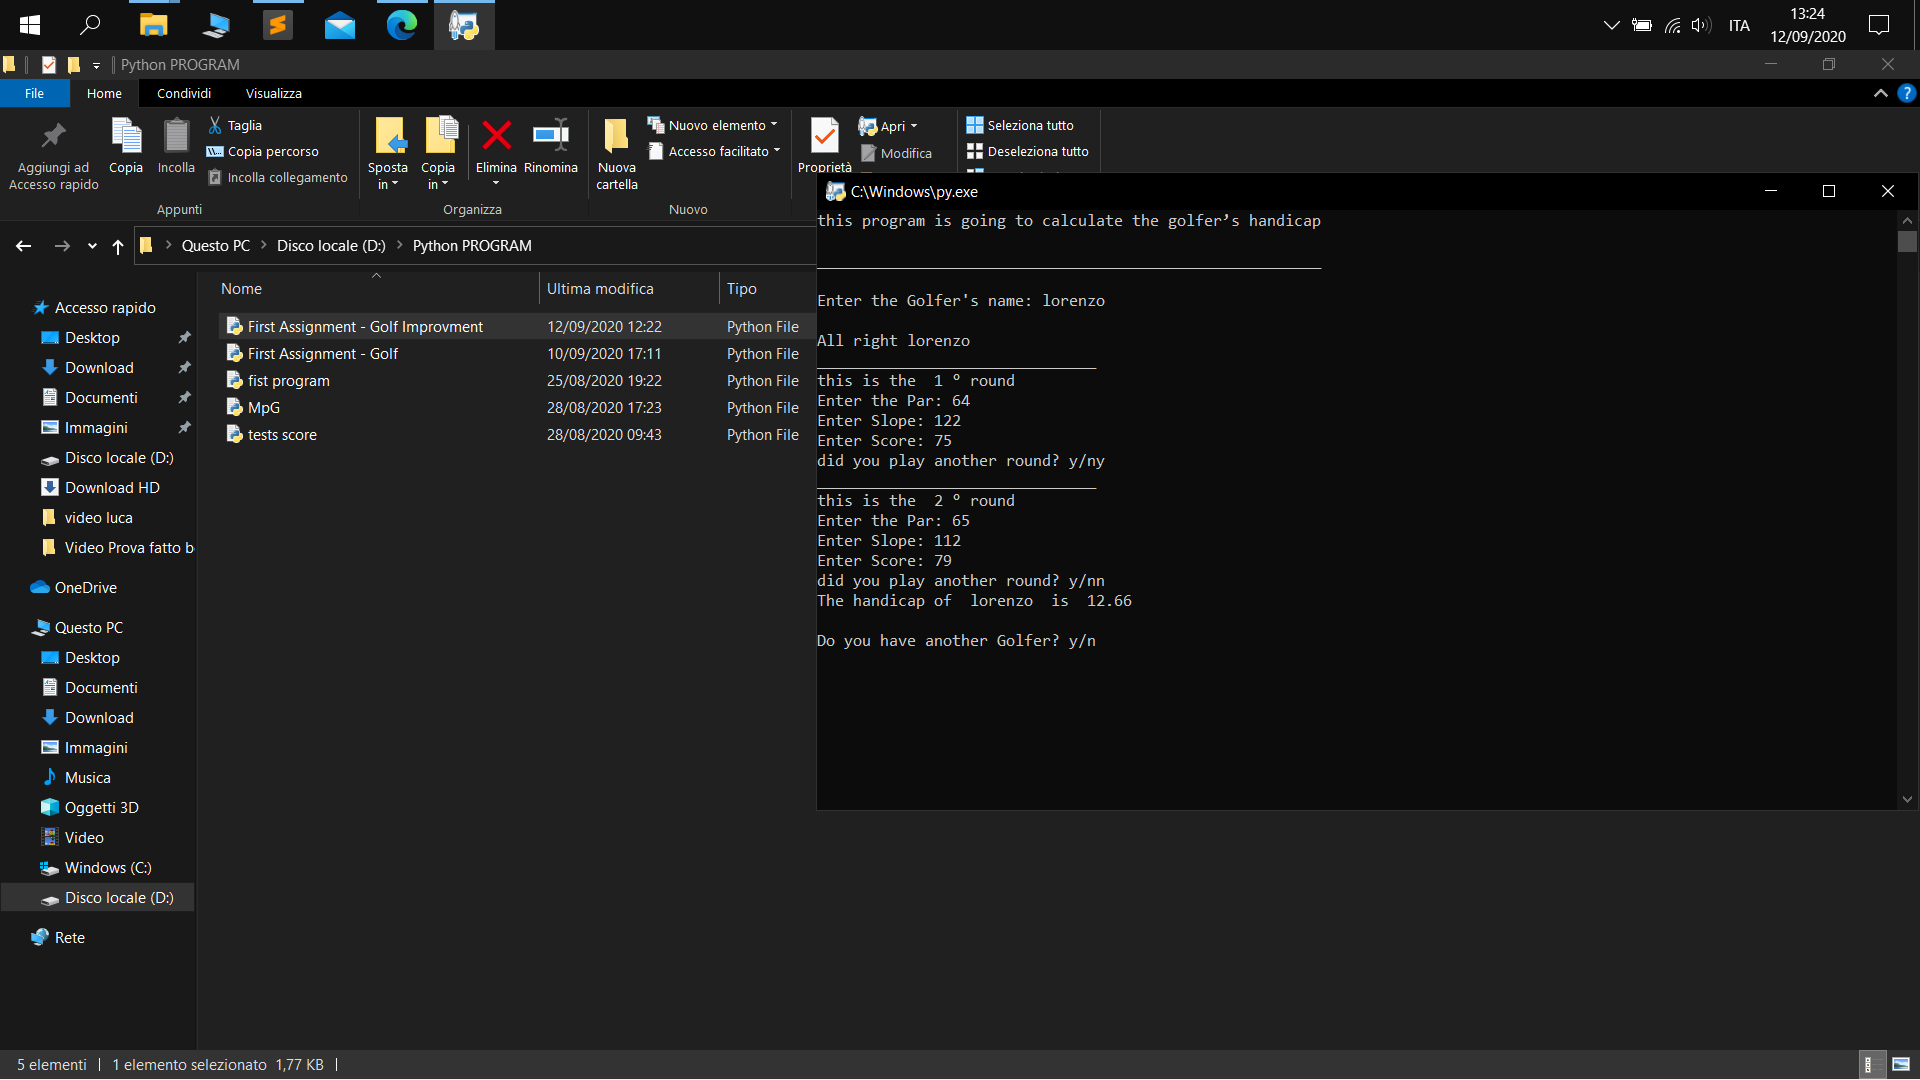 ITA
13:24
12/09/2020
Python PROGRAM
File
Home
Condividi
Visualizza
Aggiungi ad
Accesso rapido
Copia
Incolla
Taglia
Copia percorso
Incolla collegamento
Appunti
Sposta
in
Copia
in
Elimina
Rinomina
Organizza
Nuova
cartella
Nuovo elemento
Accesso facilitato
Nuovo
Proprietà
Apri
Modifica
Seleziona tutto
Deseleziona tutto
Questo PC > Disco locale (D:) > Python PROGRAM
Nome Ultima modifica Tipo
First Assignment - Golf Improvment 12/09/2020 12:22 Python File
First Assignment - Golf 10/09/2020 17:11 Python File
fist program 25/08/2020 19:22 Python File
MpG 28/08/2020 17:23 Python File
tests score 28/08/2020 09:43 Python File
Accesso rapido
Desktop
Download
Documenti
Immagini
Disco locale (D:)
Download HD
video luca
Video Prova fatto b
OneDrive
Questo PC
Desktop
Documenti
Download
Immagini
Musica
Oggetti 3D
Video
Windows (C:)
Disco locale (D:)
Rete
5 elementi
1 elemento selezionato 1,77 KB
C:\Windows\py.exe
this program is going to calculate the golfer’s handicap
________________________________________________________
Enter the Golfer's name: lorenzo
All right lorenzo
_______________________________
this is the  1 º round
Enter the Par: 64
Enter Slope: 122
Enter Score: 75
did you play another round? y/ny
_______________________________
this is the  2 º round
Enter the Par: 65
Enter Slope: 112
Enter Score: 79
did you play another round? y/nn
The handicap of  lorenzo  is  12.66
Do you have another Golfer? y/n